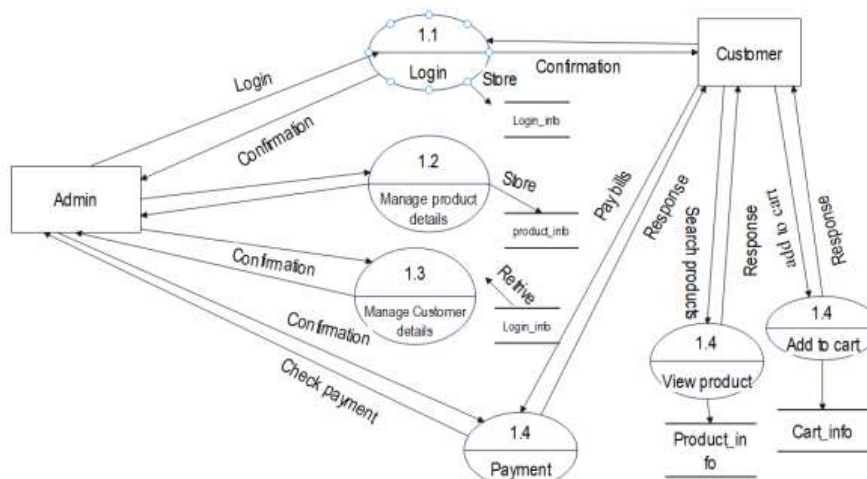 1.1
Login
Customer
Login
Store
Confirmation
Login_info
Confirmation
1.2
Manage product
details
Store
product_info
Admin
Pay bills
Response
Search products
Response
add to cart
Response
Confirmation
1.3
Manage Customer
details
Retrive
Login_info
Confirmation
Check payment
1.4
Add to cart
1.4
View product
1.4
Payment
Product_in
fo
Cart_info